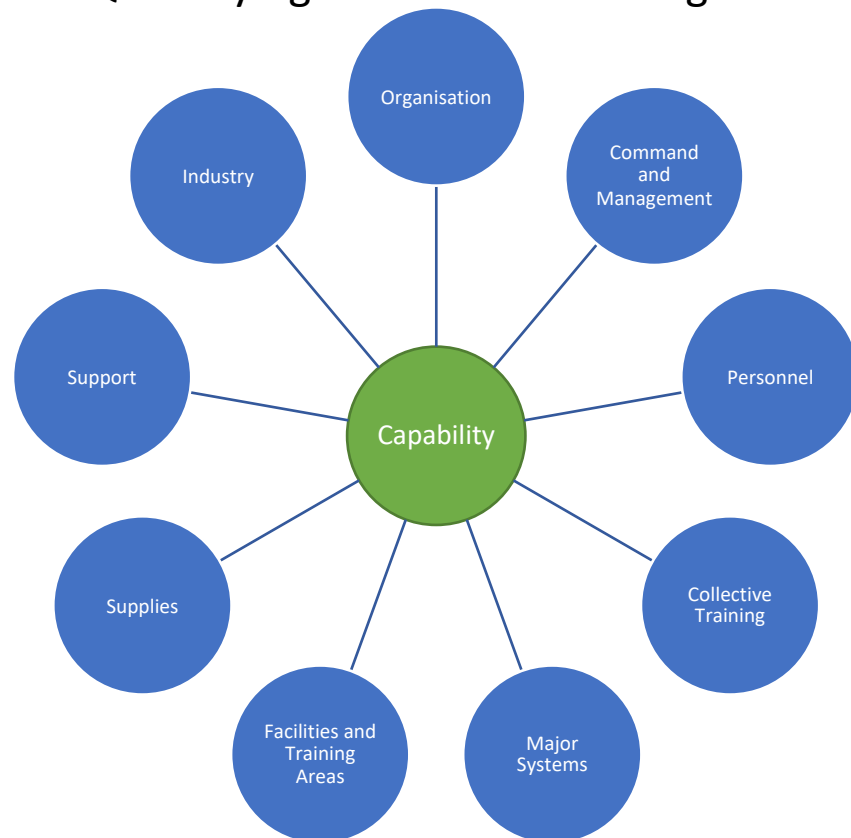 Organisation
Command
and
Management
Industry
Personnel
Support
Capability
Collective
Training
Supplies
Facilities and
Training
Areas
Major
Systems